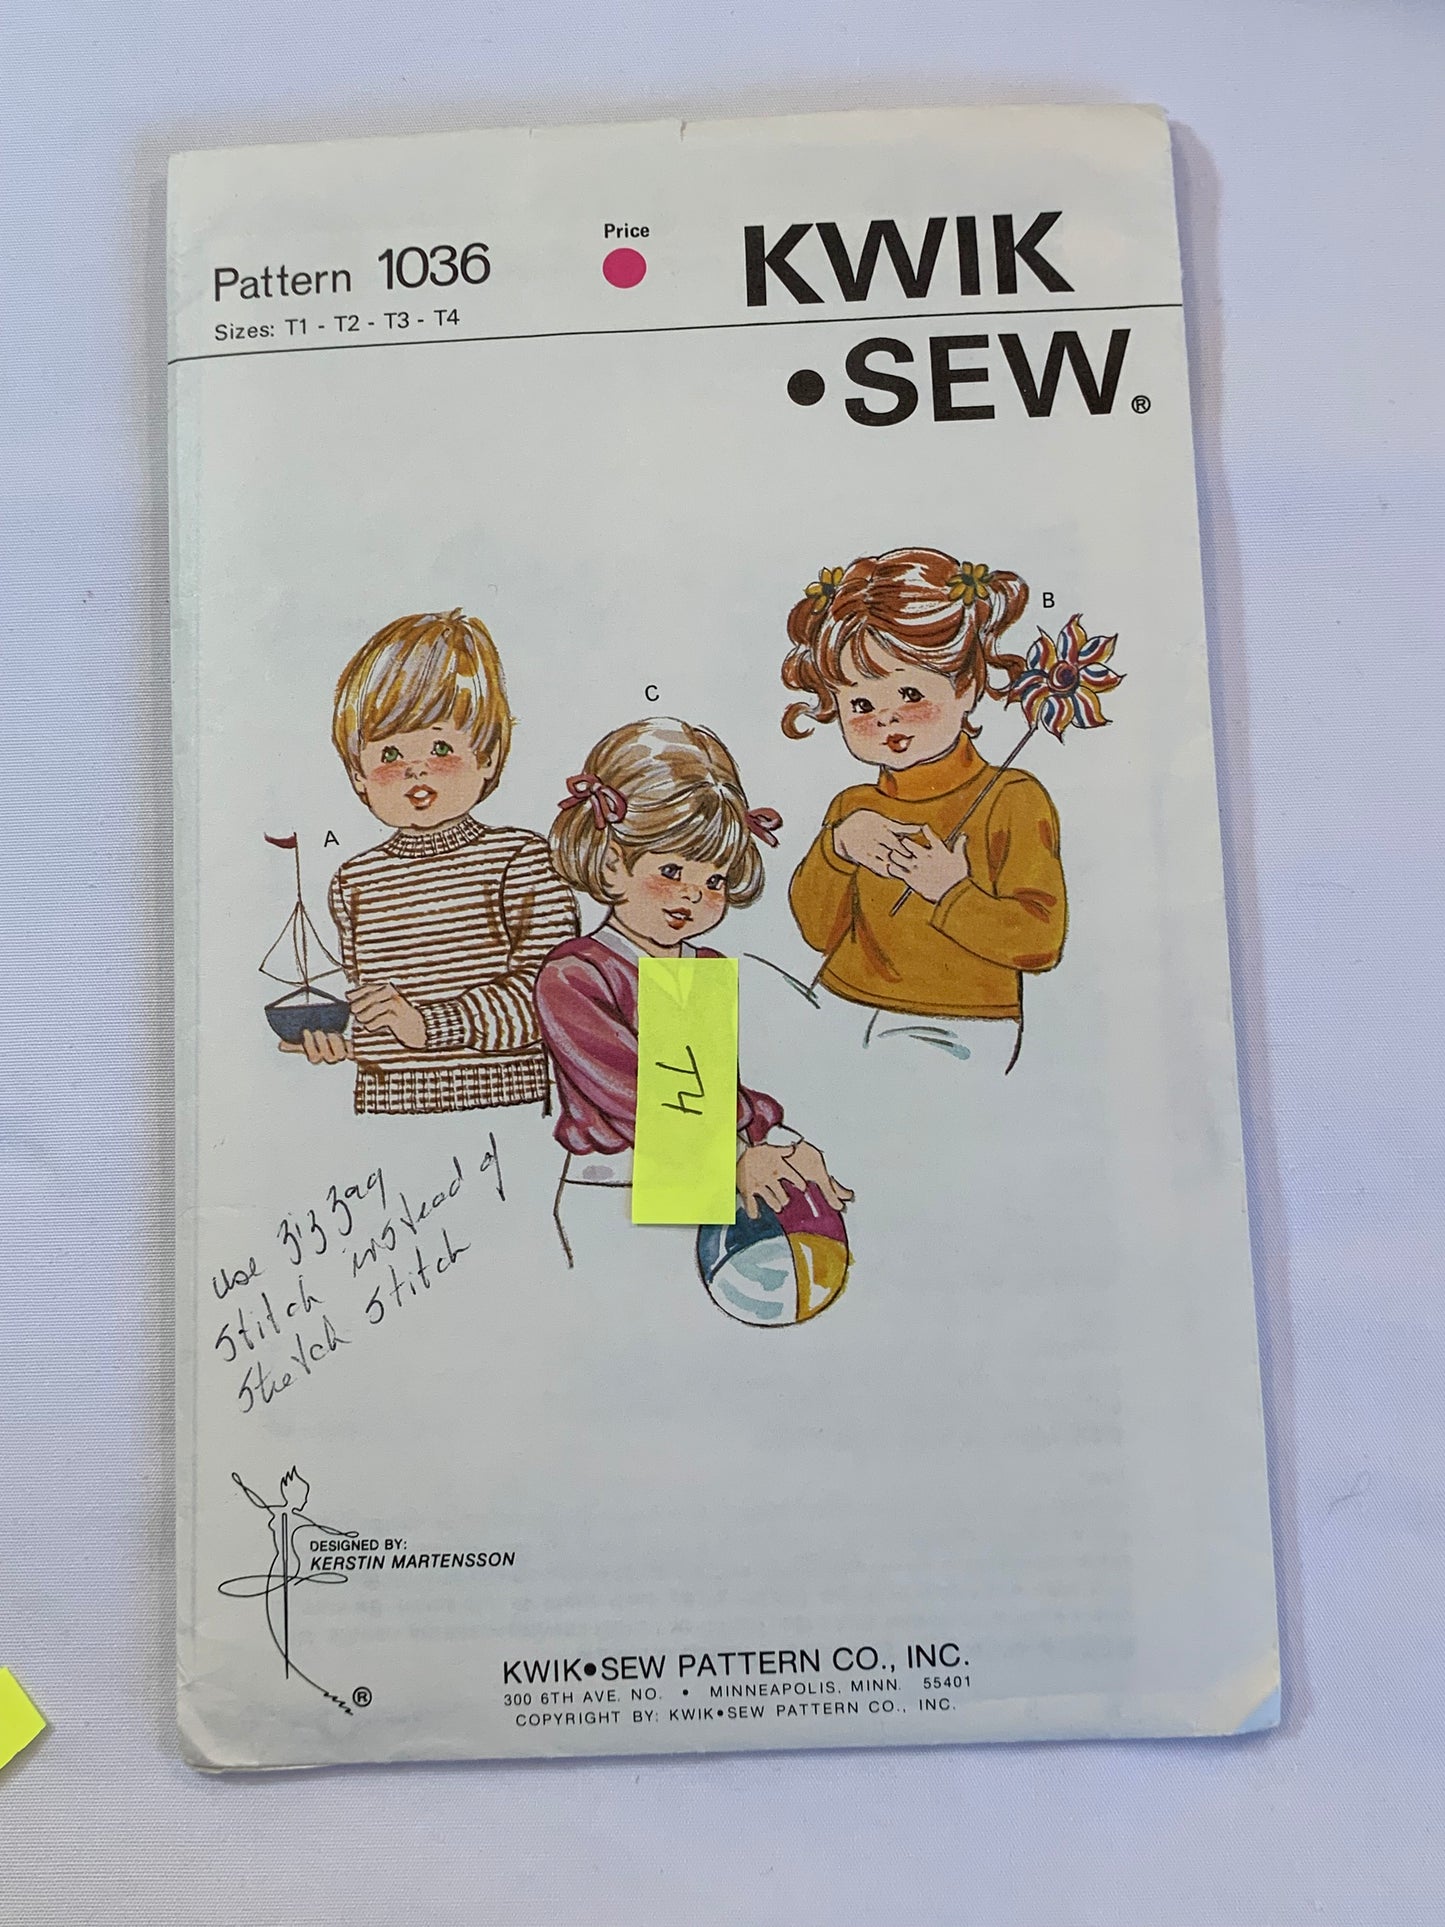 Pattern 1036
Sizes: T1 - T2 - T3 - T4
Price
KWIK
•SEW®
A
C
B
T4
use zigzag
stitch instead of
stretch stitch
DESIGNED BY:
KERSTIN MARTENSSON
®
KWIK•SEW PATTERN CO., INC.
300 6TH AVE. NO. • MINNEAPOLIS, MINN. 55401
COPYRIGHT BY: KWIK•SEW PATTERN CO., INC.